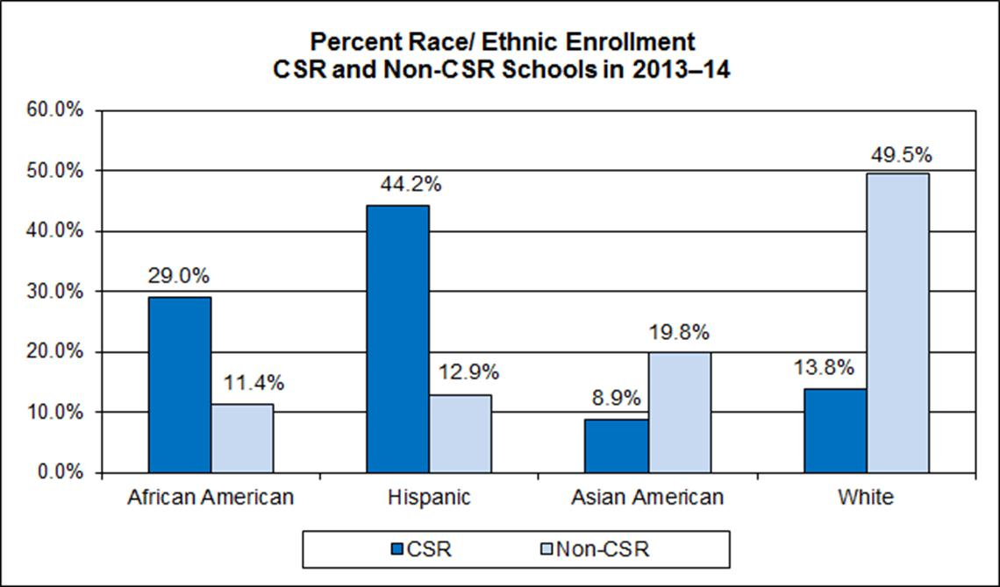 Percent Race/ Ethnic Enrollment
CSR and Non-CSR Schools in 2013–14
60.0%
50.0%
40.0%
30.0%
20.0%
10.0%
0.0%
29.0%
11.4%
44.2%
12.9%
8.9%
19.8%
13.8%
49.5%
African American
Hispanic
Asian American
White
CSR
Non-CSR